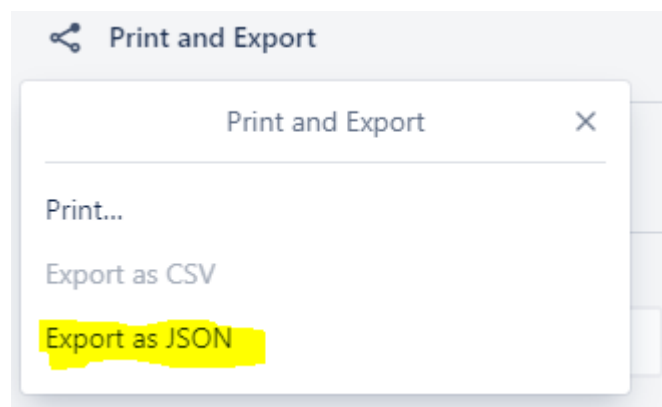 Print and Export
Print and Export
Print...
Export as CSV
Export as JSON